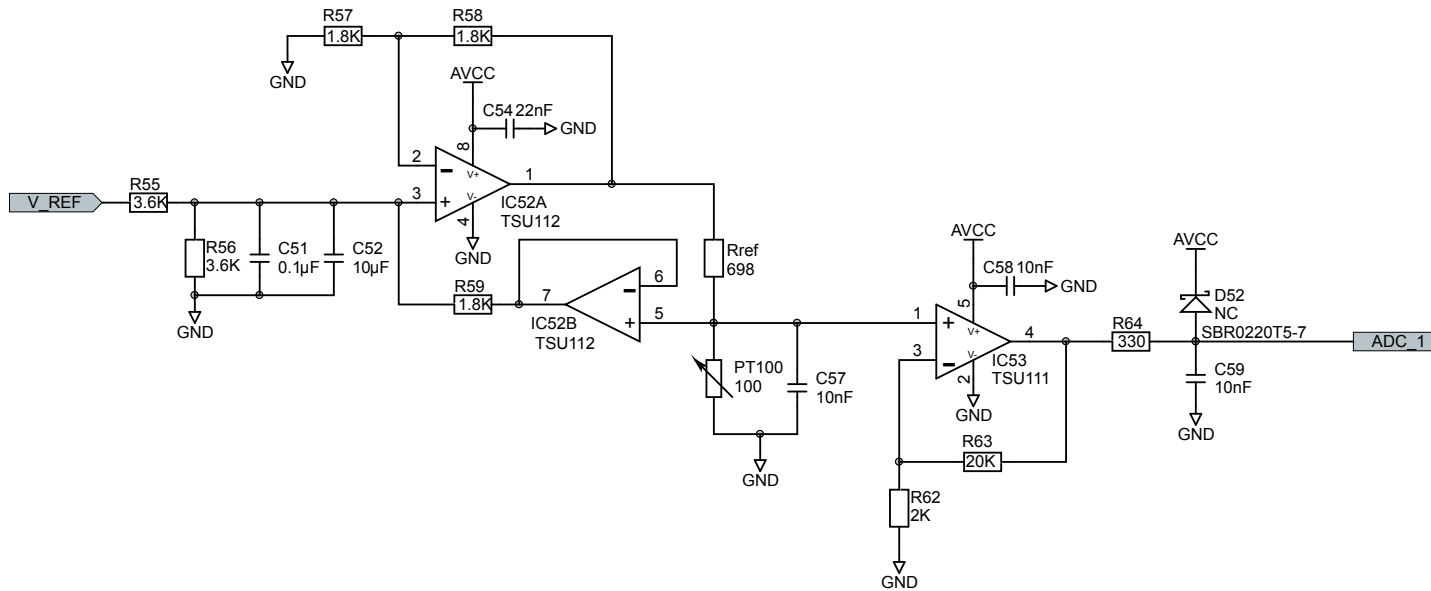 R57
1.8K
R58
1.8K
GND
AVCC
C54 22nF
GND
8
2
V+
1
V_REF
R55
3.6K
3
V-
4
IC52A
TSU112
GND
R56
3.6K
C51
0.1µF
C52
10µF
GND
R59
1.8K
7
6
5
IC52B
TSU112
Rref
698
PT100
100
C57
10nF
GND
AVCC
C58 10nF
GND
5
1
V+
4
3
V-
2
IC53
TSU111
GND
R63
20K
R62
2K
GND
R64
330
AVCC
D52
NC
SBR0220T5-7
ADC_1
C59
10nF
GND